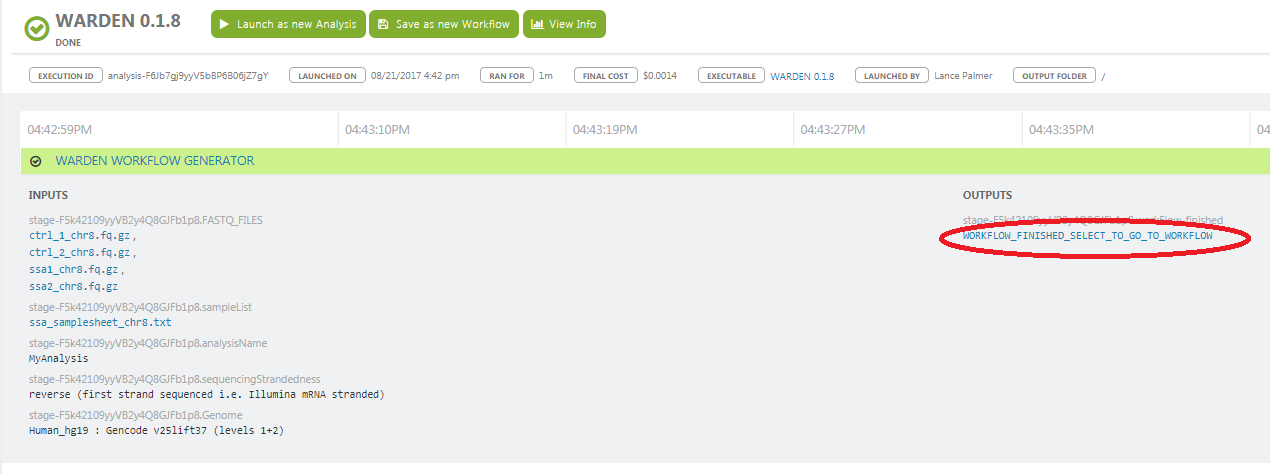 WARDEN 0.1.8
DONE
Launch as new Analysis
Save as new Workflow
View Info
EXECUTION ID analysis-F6Jb7gj9yyV5bBP6B06JZ7gY LAUNCHED ON 08/21/2017 4:42 pm RAN FOR 1m FINAL COST $0.0014 EXECUTABLE WARDEN 0.1.8 LAUNCHED BY Lance Palmer OUTPUT FOLDER /
04:42:59PM 04:43:10PM 04:43:19PM 04:43:27PM 04:43:35PM 04
WARDEN WORKFLOW GENERATOR
INPUTS
stage-F5k42109yyVB2y4Q8GJFb1p8.FASTQ_FILES
ctrl_1_chr8.fq.gz ,
ctrl_2_chr8.fq.gz ,
ssa1_chr8.fq.gz ,
ssa2_chr8.fq.gz
stage-F5k42109yyVB2y4Q8GJFb1p8.sampleList
ssa_samplesheet_chr8.txt
stage-F5k42109yyVB2y4Q8GJFb1p8.analysisName
MyAnalysis
stage-F5k42109yyVB2y4Q8GJFb1p8.sequencingStrandedness
reverse (first strand sequenced i.e. Illumina mRNA stranded)
stage-F5k42109yyVB2y4Q8GJFb1p8.Genome
Human_hg19 : Gencode v25lift37 (levels 1+2)
OUTPUTS
WORKFLOW_FINISHED_SELECT_TO_GO_TO_WORKFLOW